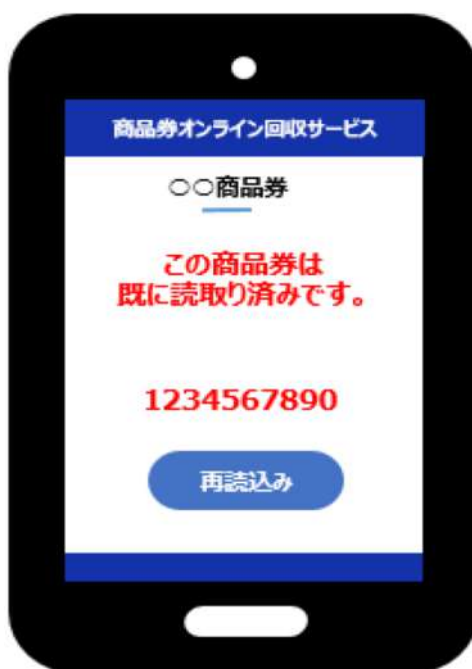 商品券オンライン回収サービス
○○商品券
この商品券は
既に読取り済みです。
1234567890
再読込み